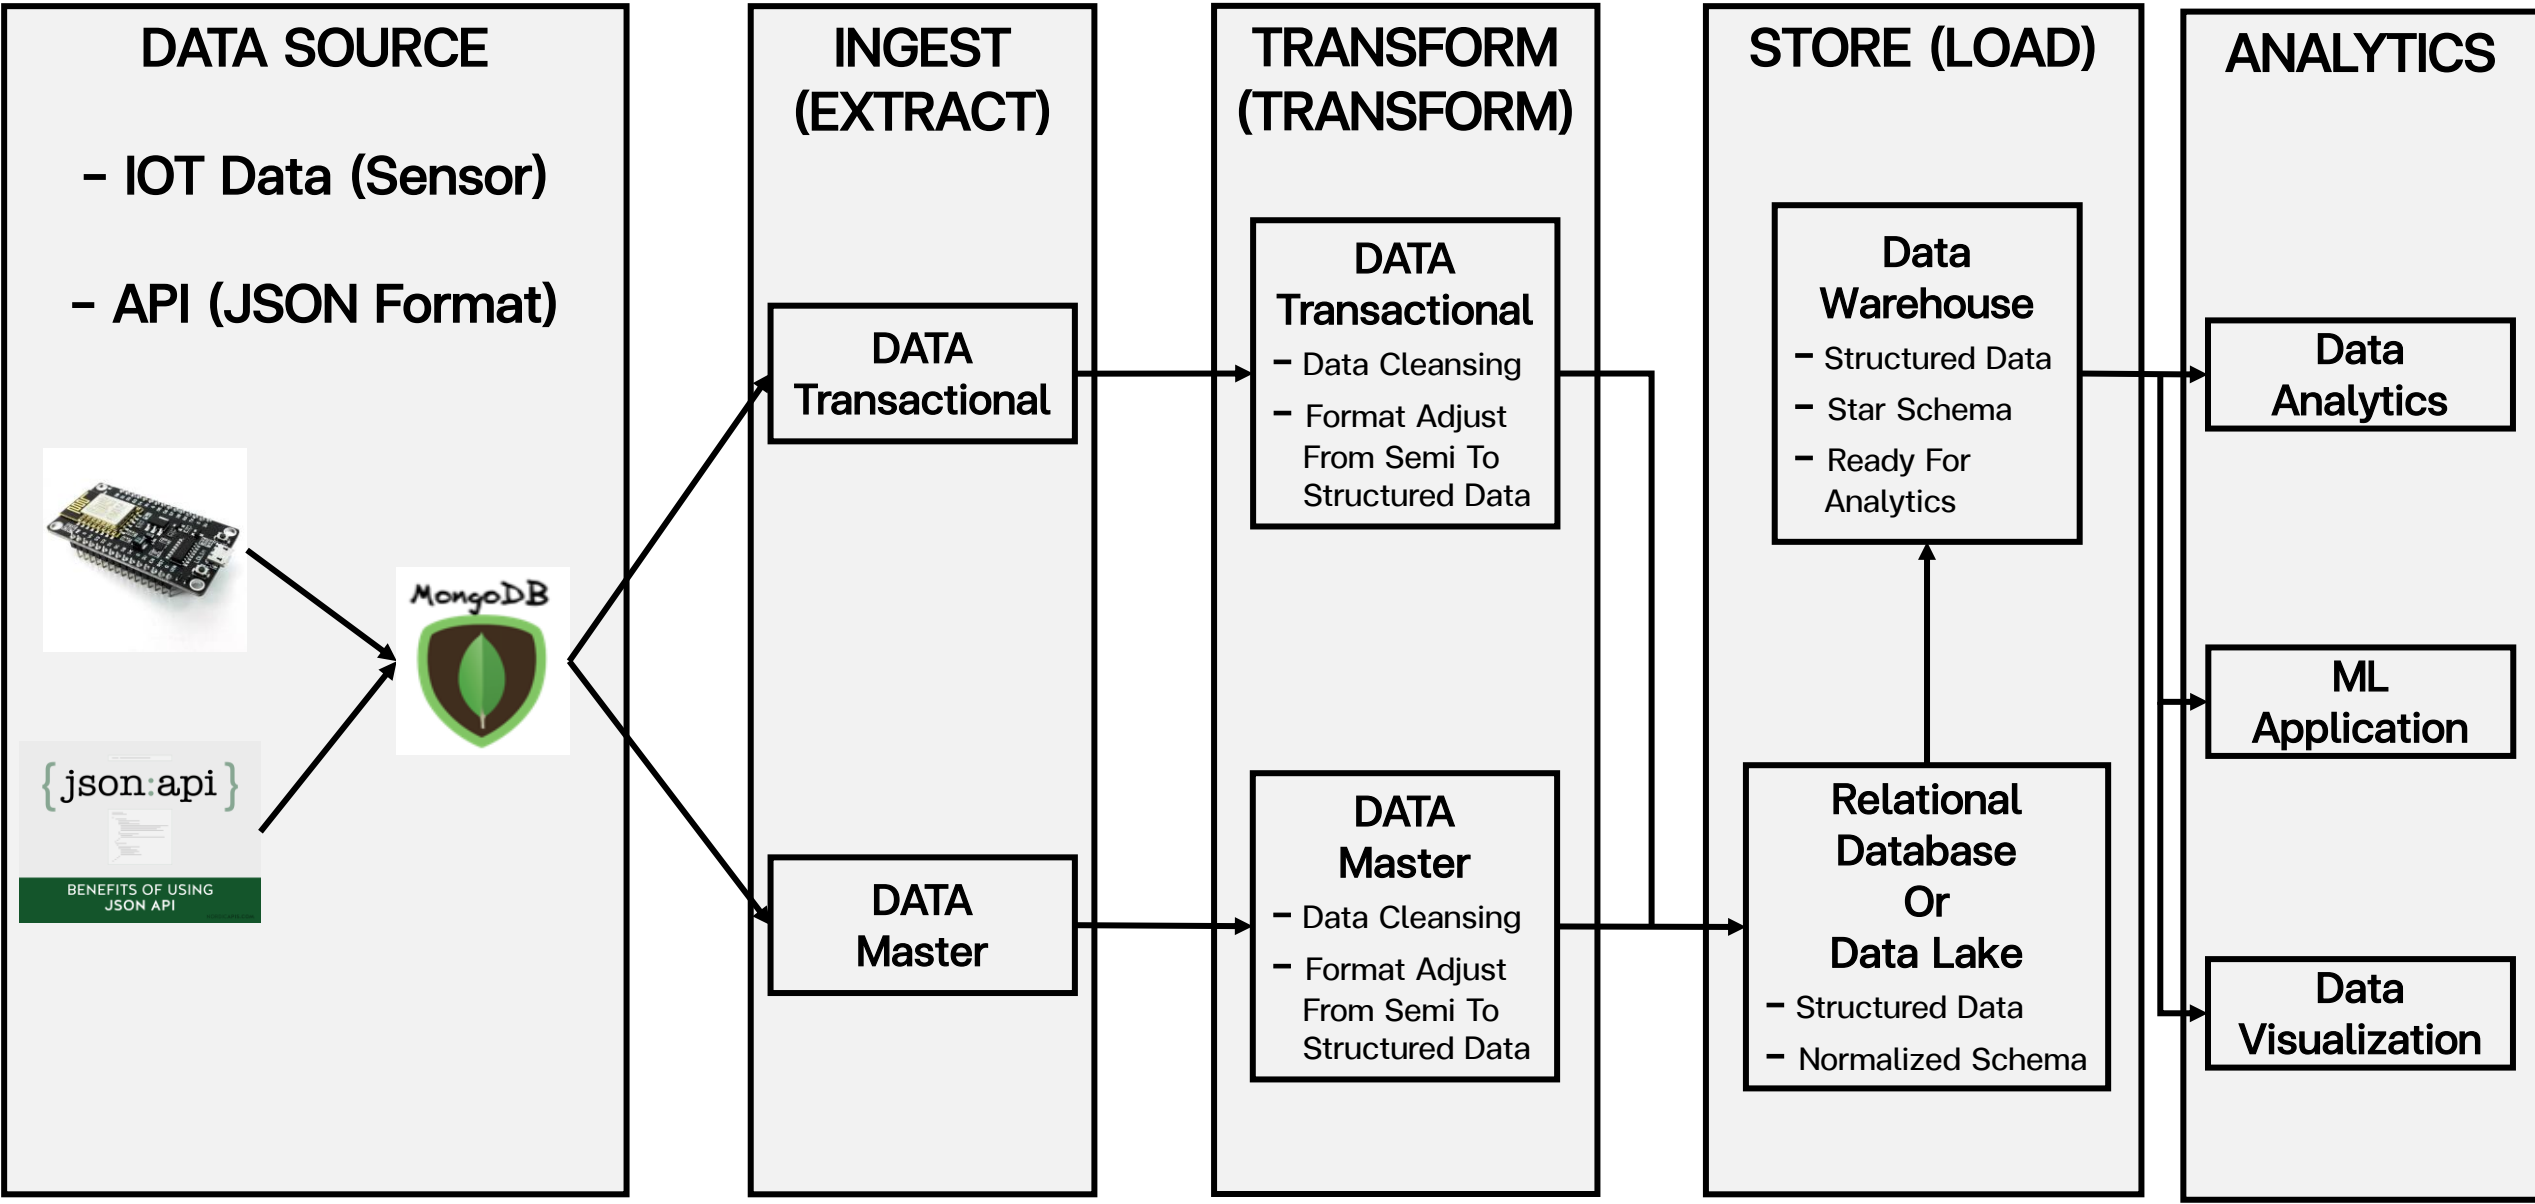 DATA SOURCE
- IOT Data (Sensor)
- API (JSON Format)
MongoDB
{json:api}
BENEFITS OF USING
JSON API
INGEST
(EXTRACT)
DATA
Transactional
DATA
Master
TRANSFORM
(TRANSFORM)
DATA
Transactional
- Data Cleansing
- Format Adjust
From Semi To
Structured Data
DATA
Master
- Data Cleansing
- Format Adjust
From Semi To
Structured Data
STORE (LOAD)
Data
Warehouse
- Structured Data
- Star Schema
- Ready For
Analytics
Relational
Database
Or
Data Lake
- Structured Data
- Normalized Schema
ANALYTICS
Data
Analytics
ML
Application
Data
Visualization